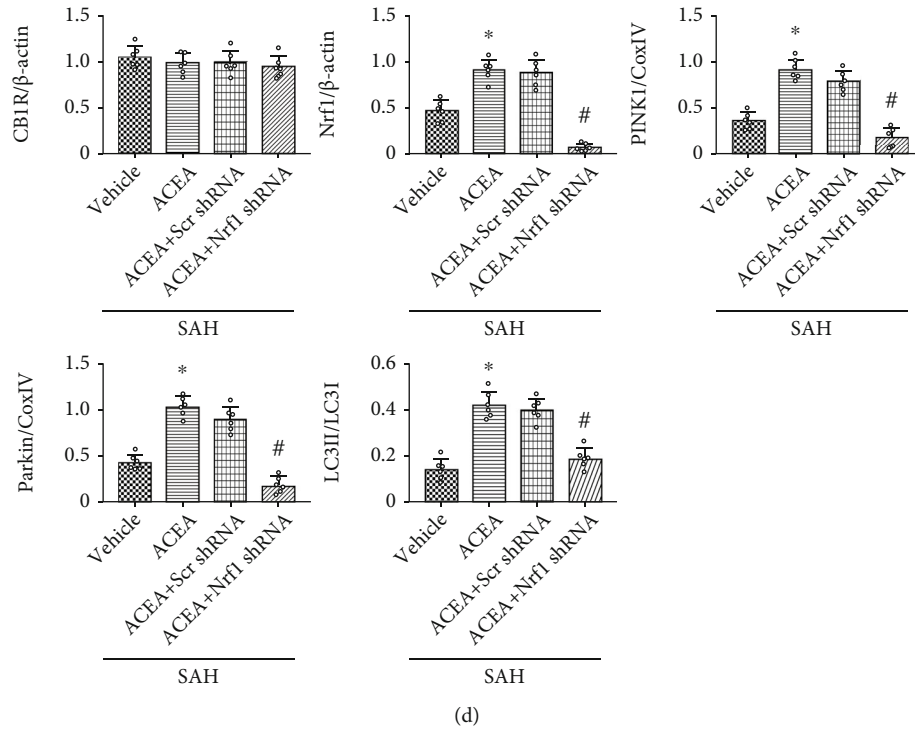 CB1R/β-actin
1.5
1.0
0.5
0
Vehicle
ACEA
ACEA+Scr shRNA
ACEA+Nrf1 shRNA
SAH
Nrf1/β-actin
1.5
1.0
0.5
0
*
#
Vehicle
ACEA
ACEA+Scr shRNA
ACEA+Nrf1 shRNA
SAH
PINK1/CoxIV
1.5
1.0
0.5
0
*
#
Vehicle
ACEA
ACEA+Scr shRNA
ACEA+Nrf1 shRNA
SAH
Parkin/CoxIV
1.5
1.0
0.5
0
*
#
Vehicle
ACEA
ACEA+Scr shRNA
ACEA+Nrf1 shRNA
SAH
LC3II/LC3I
0.6
0.4
0.2
0
*
#
Vehicle
ACEA
ACEA+Scr shRNA
ACEA+Nrf1 shRNA
SAH
(d)